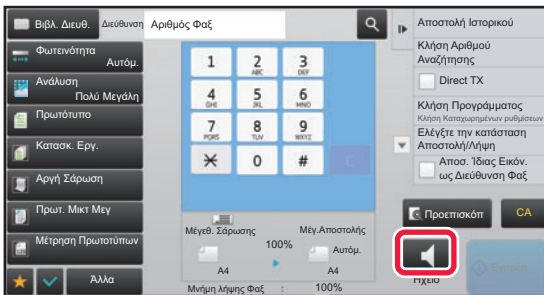 Βιβλ. Διευθ.
Διεύθυνση
Αριθμός Φαξ
Φωτεινότητα
Αυτόμ.
Ανάλυση
Πολύ Μεγάλη
Πρωτότυπο
Κατασκ. Εργ.
Αργή Σάρωση
Πρωτ. Μικτ Μεγ
Μέτρηση Πρωτοτύπων
Άλλα
1 2 3
ABC DEF
4 5 6
GHI JKL MNO
7 8 9
PQRS TUV WXYZ
0 #
C
Μέγεθ. Σάρωσης
Μέγ.Αποστολής
100%
Αυτόμ.
A4
A4
Μνήμη λήψης Φαξ : 100%
Αποστολή Ιστορικού
Κλήση Αριθμού
Αναζήτησης
Direct TX
Κλήση Προγράμματος
Κλήση Καταχωρημένων ρυθμίσεων
Ελέγξτε την κατάσταση
Αποστολή/Λήψη
Αποσ. Ίδιας Εικόν.
ως Διεύθυνση Φαξ
Προεπισκόπ
CA
Ηχείο
Έναρξη